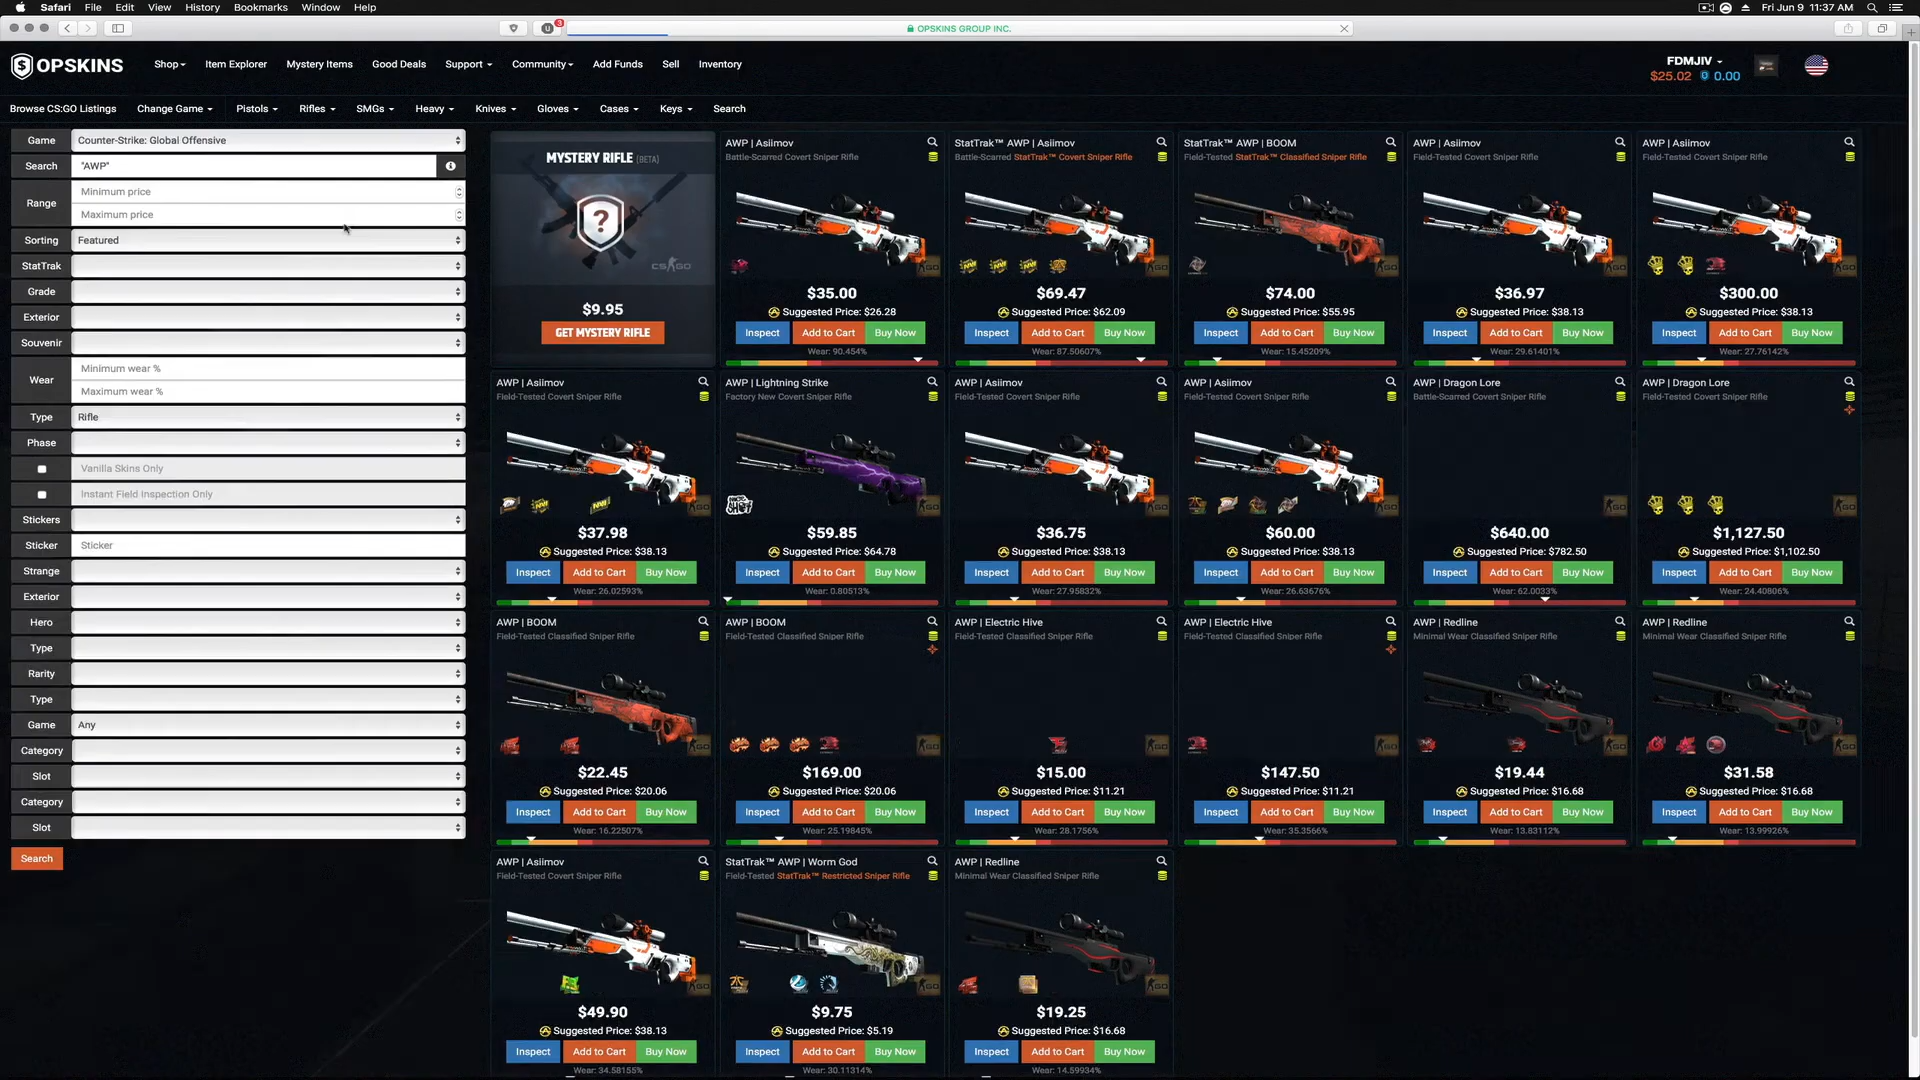 Safari File Edit View History Bookmarks Window Help Fri Jun 9 11:37 AM
3
OPSKINS GROUP INC.
OPSKINS Shop Item Explorer Mystery Items Good Deals Support Community Add Funds Sell Inventory FDMJIV
$25.02 0.00
Browse CS:GO Listings Change Game Pistols Rifles SMGs Heavy Knives Gloves Cases Keys Search
Game Counter-Strike: Global Offensive
Search "AWP"
Range Minimum price
Maximum price
Sorting Featured
StatTrak
Grade
Exterior
Souvenir
Wear Minimum wear %
Maximum wear %
Type Rifle
Phase
Vanilla Skins Only
Instant Field Inspection Only
Stickers
Sticker Sticker
Strange
Exterior
Hero
Type
Rarity
Type
Game Any
Category
Slot
Category
Slot
Search
MYSTERY RIFLE (BETA)
?
CS GO
$9.95
GET MYSTERY RIFLE
AWP | Asiimov
Battle-Scarred Covert Sniper Rifle
$35.00
Suggested Price: $26.28
Inspect Add to Cart Buy Now
Wear: 90.454%
StatTrak™ AWP | Asiimov
Battle-Scarred StatTrak™ Covert Sniper Rifle
$69.47
Suggested Price: $62.09
Inspect Add to Cart Buy Now
Wear: 87.50607%
StatTrak™ AWP | BOOM
Field-Tested StatTrak™ Classified Sniper Rifle
$74.00
Suggested Price: $55.95
Inspect Add to Cart Buy Now
Wear: 15.45209%
AWP | Asiimov
Field-Tested Covert Sniper Rifle
$36.97
Suggested Price: $38.13
Inspect Add to Cart Buy Now
Wear: 29.61401%
AWP | Asiimov
Field-Tested Covert Sniper Rifle
$300.00
Suggested Price: $38.13
Inspect Add to Cart Buy Now
Wear: 27.76142%
AWP | Asiimov
Field-Tested Covert Sniper Rifle
$37.98
Suggested Price: $38.13
Inspect Add to Cart Buy Now
Wear: 26.02593%
AWP | Lightning Strike
Factory New Covert Sniper Rifle
$59.85
Suggested Price: $64.78
Inspect Add to Cart Buy Now
Wear: 0.80513%
AWP | Asiimov
Field-Tested Covert Sniper Rifle
$36.75
Suggested Price: $38.13
Inspect Add to Cart Buy Now
Wear: 27.95832%
AWP | Asiimov
Field-Tested Covert Sniper Rifle
$60.00
Suggested Price: $38.13
Inspect Add to Cart Buy Now
Wear: 26.63676%
AWP | Dragon Lore
Battle-Scarred Covert Sniper Rifle
$640.00
Suggested Price: $782.50
Inspect Add to Cart Buy Now
Wear: 62.0033%
AWP | Dragon Lore
Field-Tested Covert Sniper Rifle
$1,127.50
Suggested Price: $1,102.50
Inspect Add to Cart Buy Now
Wear: 24.40806%
AWP | BOOM
Field-Tested Classified Sniper Rifle
$22.45
Suggested Price: $20.06
Inspect Add to Cart Buy Now
Wear: 16.22507%
AWP | BOOM
Field-Tested Classified Sniper Rifle
$169.00
Suggested Price: $20.06
Inspect Add to Cart Buy Now
Wear: 25.19845%
AWP | Electric Hive
Field-Tested Classified Sniper Rifle
$15.00
Suggested Price: $11.21
Inspect Add to Cart Buy Now
Wear: 28.1756%
AWP | Electric Hive
Field-Tested Classified Sniper Rifle
$147.50
Suggested Price: $11.21
Inspect Add to Cart Buy Now
Wear: 35.3566%
AWP | Redline
Minimal Wear Classified Sniper Rifle
$19.44
Suggested Price: $16.68
Inspect Add to Cart Buy Now
Wear: 13.83112%
AWP | Redline
Minimal Wear Classified Sniper Rifle
$31.58
Suggested Price: $16.68
Inspect Add to Cart Buy Now
Wear: 13.99926%
AWP | Asiimov
Field-Tested Covert Sniper Rifle
$49.90
Suggested Price: $38.13
Inspect Add to Cart Buy Now
Wear: 34.58155%
StatTrak™ AWP | Worm God
Field-Tested StatTrak™ Restricted Sniper Rifle
$9.75
Suggested Price: $5.19
Inspect Add to Cart Buy Now
Wear: 30.11314%
AWP | Redline
Minimal Wear Classified Sniper Rifle
$19.25
Suggested Price: $16.68
Inspect Add to Cart Buy Now
Wear: 14.59934%